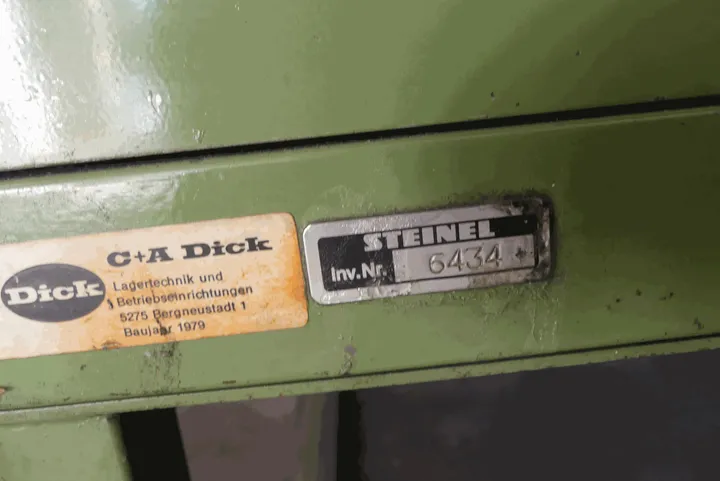 C+A Dick
Dick
Lagertechnik und
Betriebseinrichtungen
5275 Bergneustadt 1
Baujahr 1979
STEINEL
Inv.Nr. 6434